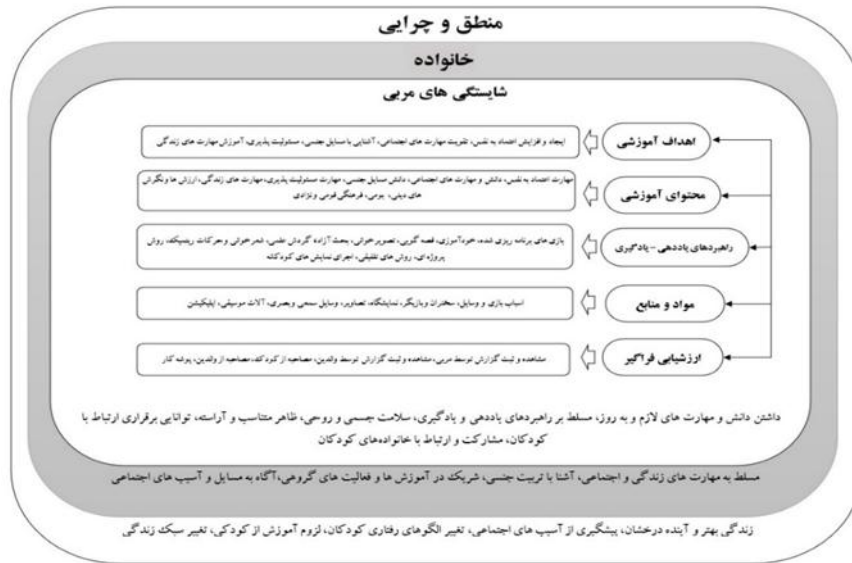 منطق و چرایی
خانواده
شایستگی های مربی
اهداف آموزشی
ایجاد و افزایش اعتماد به نفس، تقویت مهارت های اجتماعی، آشنایی با مسایل جنسی، مسئولیت پذیری، آموزش مهارت های زندگی
محتوای آموزشی
مهارت اعتماد به نفس، دانش و مهارت های اجتماعی، دانش مسایل جنسی، مهارت مسئولیت پذیری، مهارت های زندگی، ارزش ها ونگرش
های دینی، بومی، فرهنگی قومی ونژادی
راهبردهای یاددهی - یادگیری
بازی های برنامه ریزی شده، خودآموزی، قصه گویی، تصویرخوانی، بحث آزاده گردش علمی، شعرخوانی و حرکات ریتمیک، روش
پروژه ای، روش های تلفیقی، اجرای نمایش های کودکانه
مواد و منابع
اسباب بازی و وسایل، سخنران وبازیگر، نمایشگاه، تصاویر، وسایل سمعی وبصری، آلات موسیقی، اپلیکیشن
ارزشیابی فراگیر
مشاهده و ثبت گزارش توسط مربی، مشاهده و ثبت گزارش توسط والدین، مصاحبه از کودک، مصاحبه از والدین، پوشه کار
داشتن دانش و مهارت های لازم و به روز، مسلط بر راهبردهای یاددهی و یادگیری، سلامت جسمی و روحی، ظاهر متناسب و آراسته، توانایی برقراری ارتباط با
کودکان، مشارکت و ارتباط با خانواده‌های کودکان
مسلط به مهارت های زندگی و اجتماعی، آشنا با تربیت جنسی، شریک در آموزش ها و فعالیت های گروهی، آگاه به مسایل و آسیب های اجتماعی
زندگی بهتر و آینده درخشان، پیشگیری از آسیب های اجتماعی، تغییر الگوهای رفتاری کودکان، لزوم آموزش از کودکی، تغییر سبک زندگی